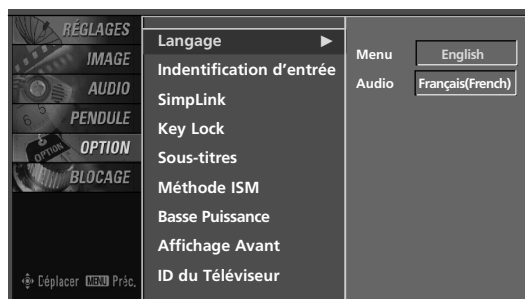 RÉGLAGES
IMAGE
AUDIO
PENDULE
OPTION
BLOCAGE
Déplacer MENU Préc.
Langage ►
Indentification d'entrée
SimpLink
Key Lock
Sous-titres
Méthode ISM
Basse Puissance
Affichage Avant
ID du Téléviseur
Menu English
Audio Français(French)